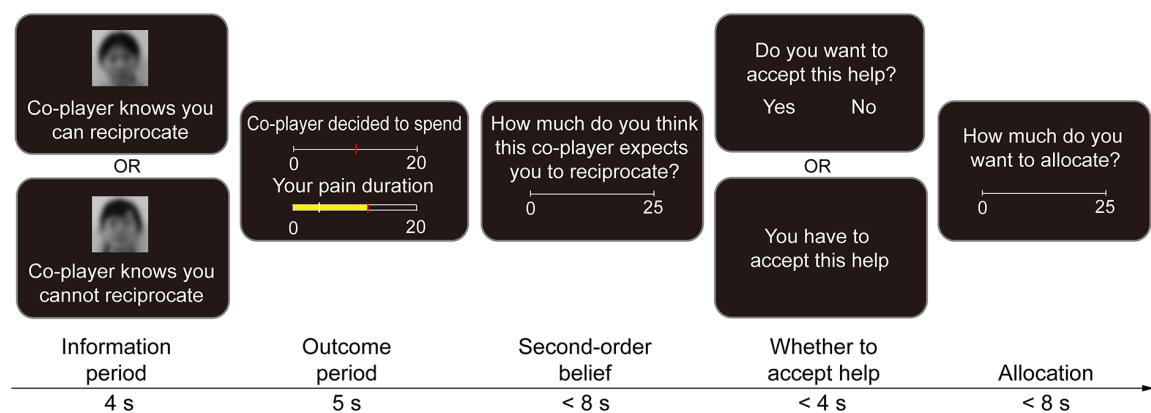 Co-player knows you
can reciprocate
OR
Co-player knows you
cannot reciprocate
Co-player decided to spend
0 20
Your pain duration
0 20
How much do you think
this co-player expects
you to reciprocate?
0 25
Do you want to
accept this help?
Yes No
OR
You have to
accept this help
How much do you
want to allocate?
0 25
Information
period
Outcome
period
Second-order
belief
Whether to
accept help
Allocation
4 s
5 s
< 8 s
< 4 s
< 8 s